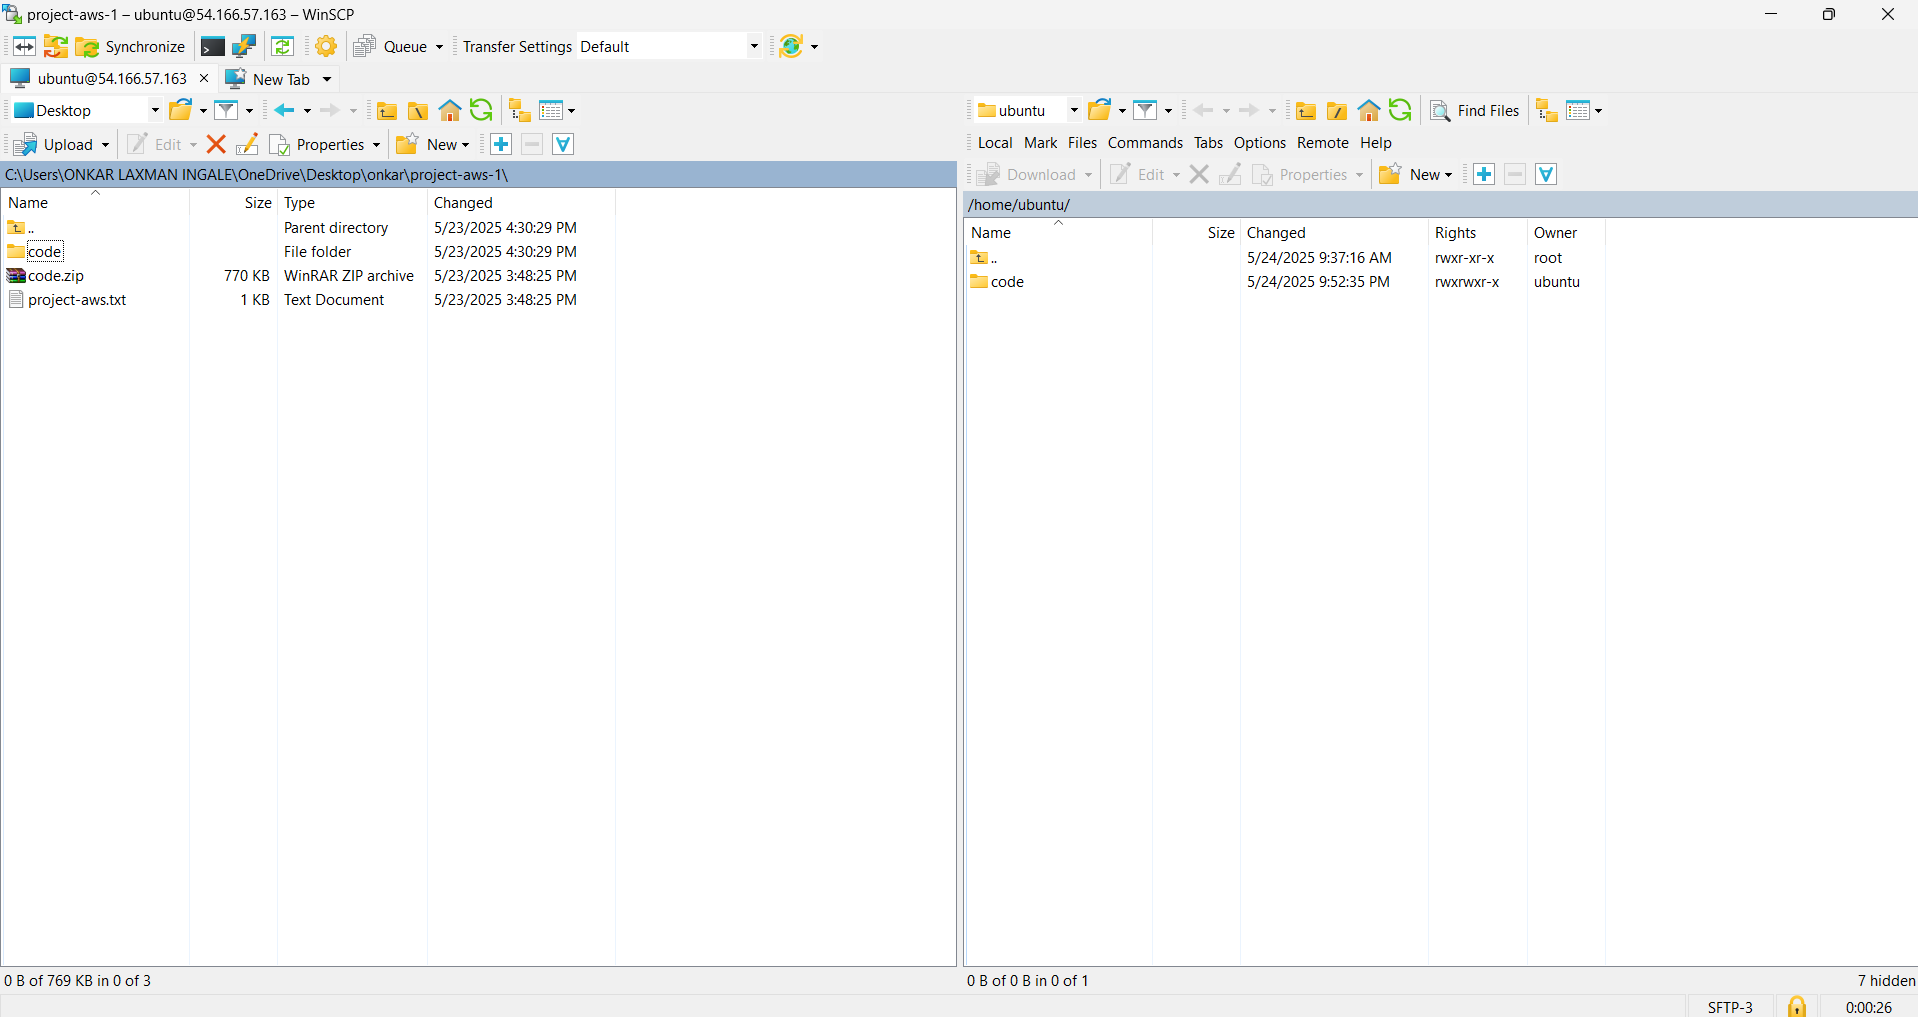 project-aws-1 – ubuntu@54.166.57.163 – WinSCP
Synchronize Queue Transfer Settings Default
ubuntu@54.166.57.163 × New Tab
Desktop
Upload Edit Properties New
C:\Users\ONKAR LAXMAN INGALE\OneDrive\Desktop\onkar\project-aws-1\
Name Size Type Changed
.. Parent directory 5/23/2025 4:30:29 PM
code File folder 5/23/2025 4:30:29 PM
code.zip 770 KB WinRAR ZIP archive 5/23/2025 3:48:25 PM
project-aws.txt 1 KB Text Document 5/23/2025 3:48:25 PM
0 B of 769 KB in 0 of 3
ubuntu Find Files
Local Mark Files Commands Tabs Options Remote Help
Download Edit Properties New
/home/ubuntu/
Name Size Changed Rights Owner
.. 5/24/2025 9:37:16 AM rwxr-xr-x root
code 5/24/2025 9:52:35 PM rwxrwxr-x ubuntu
0 B of 0 B in 0 of 1
7 hidden
SFTP-3 0:00:26